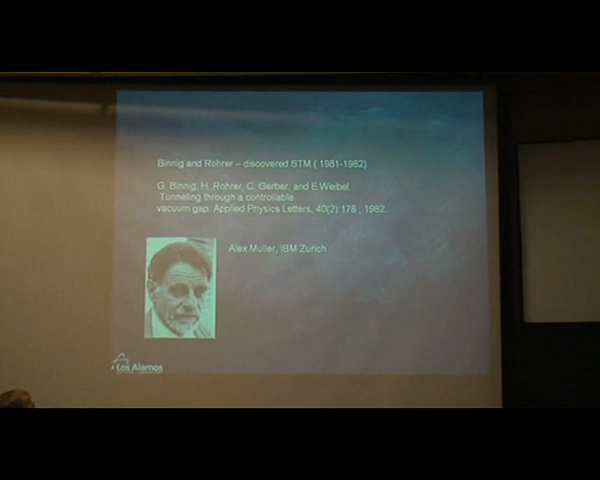 Binnig and Rohrer – discovered STM ( 1981-1982)
G. Binnig, H. Rohrer, C. Gerber, and E.Weibel.
Tunneling through a controllable
vacuum gap. Applied Physics Letters, 40(2) 178 , 1982.
Alex Muller, IBM Zurich
Los Alamos